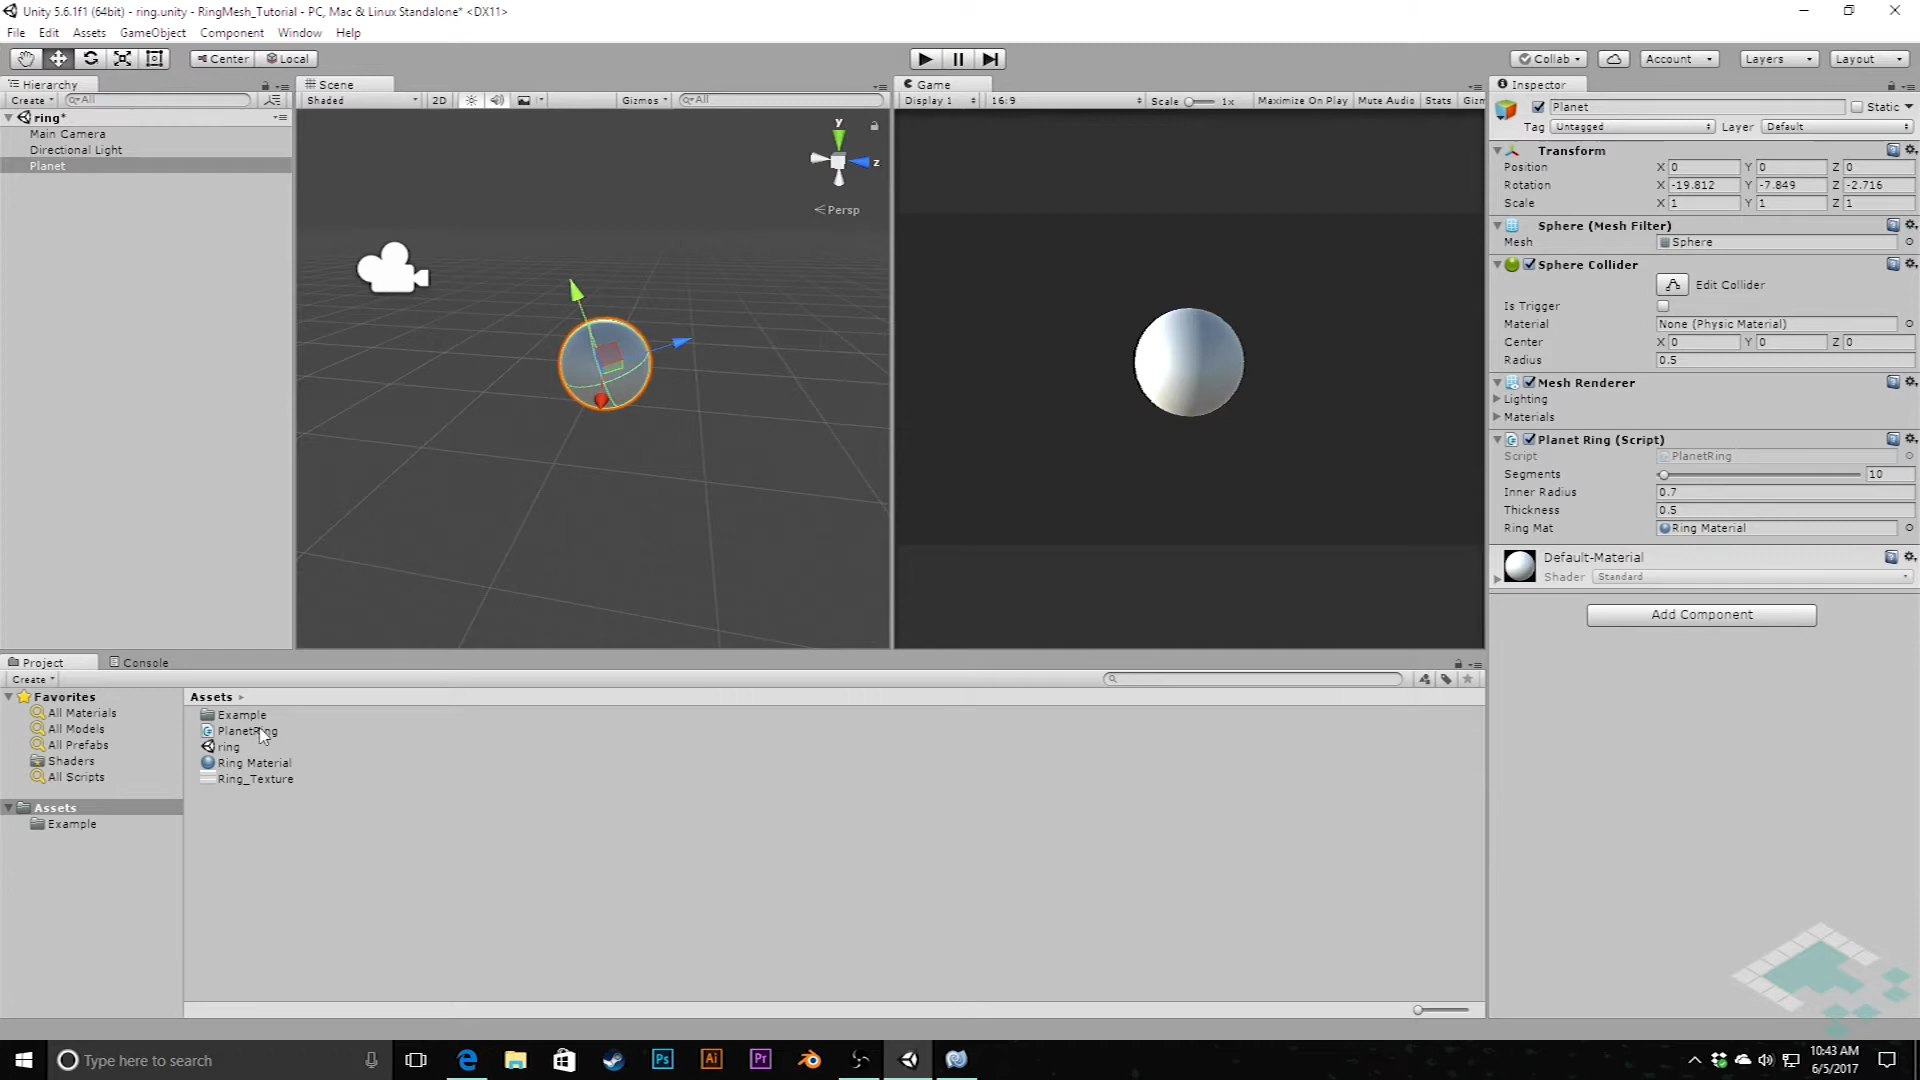 Unity 5.6.1f1 (64bit) - ring.unity - RingMesh_Tutorial - PC, Mac & Linux Standalone* <DX11>
File Edit Assets GameObject Component Window Help
Center Local
Collab Account Layers Layout
Hierarchy
Create All
ring*
Main Camera
Directional Light
Planet
Scene
Shaded 2D Gizmos All
y
z
Persp
Game
Display 1 16:9 Scale 1x Maximize On Play Mute Audio Stats Gizn
Inspector
Planet Static
Tag Untagged Layer Default
Transform
Position X 0 Y 0 Z 0
Rotation X -19.812 Y -7.849 Z -2.716
Scale X 1 Y 1 Z 1
Sphere (Mesh Filter)
Mesh Sphere
Sphere Collider
Edit Collider
Is Trigger
Material None (Physic Material)
Center X 0 Y 0 Z 0
Radius 0.5
Mesh Renderer
Lighting
Materials
Planet Ring (Script)
Script PlanetRing
Segments 10
Inner Radius 0.7
Thickness 0.5
Ring Mat Ring Material
Default-Material
Shader Standard
Add Component
Project Console
Create
Favorites
All Materials
All Models
All Prefabs
Shaders
All Scripts
Assets
Example
Assets
Example
PlanetRing
ring
Ring Material
Ring_Texture
Type here to search
Ps Ai Pr
10:43 AM
6/5/2017